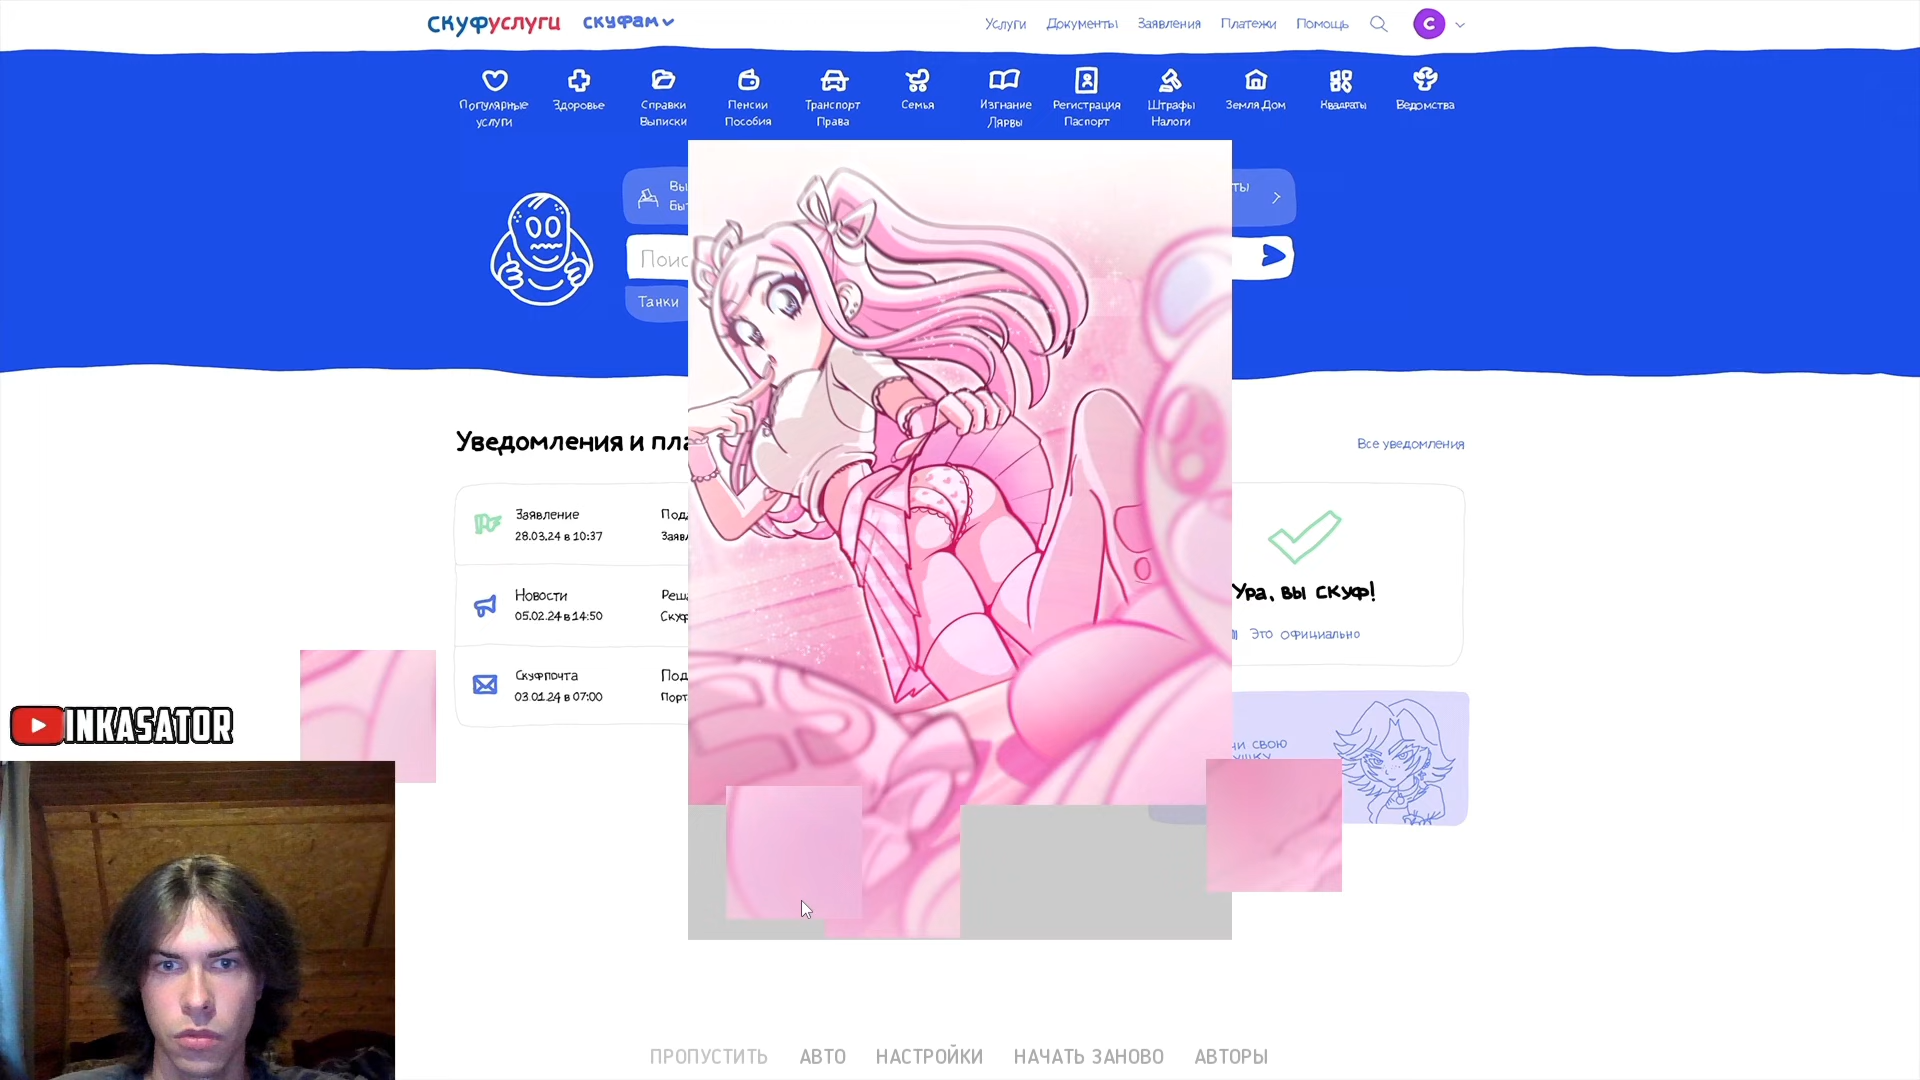 скуфуслуги скуфам Услуги Документы Заявления Платежи Помощь С
Популярные услуги
Здоровье
Справки Выписки
Пенсии Пособия
Транспорт Права
Семья
Изгнание Лярвы
Регистрация Паспорт
Штрафы Налоги
Земля Дом
Квадраты
Ведомства
Танки
Уведомления и пла
Все уведомления
Заявление
28.03.24 в 10:37
Новости
05.02.24 в 14:50
Скуфпочта
03.01.24 в 07:00
Ура, вы скуф!
Это официально
INKASATOR
ПРОПУСТИТЬ АВТО НАСТРОЙКИ НАЧАТЬ ЗАНОВО АВТОРЫ